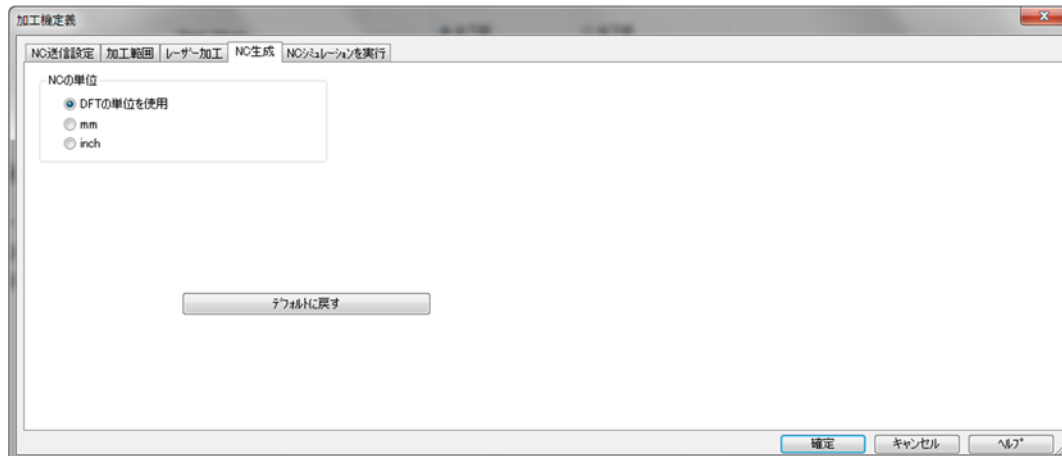 加工機定義
NC送信設定 加工範囲 レーザー加工 NC生成 NCシミュレーションを実行
NCの単位
DFTの単位を使用
mm
inch
デフォルトに戻す
確定 キャンセル ヘルプ